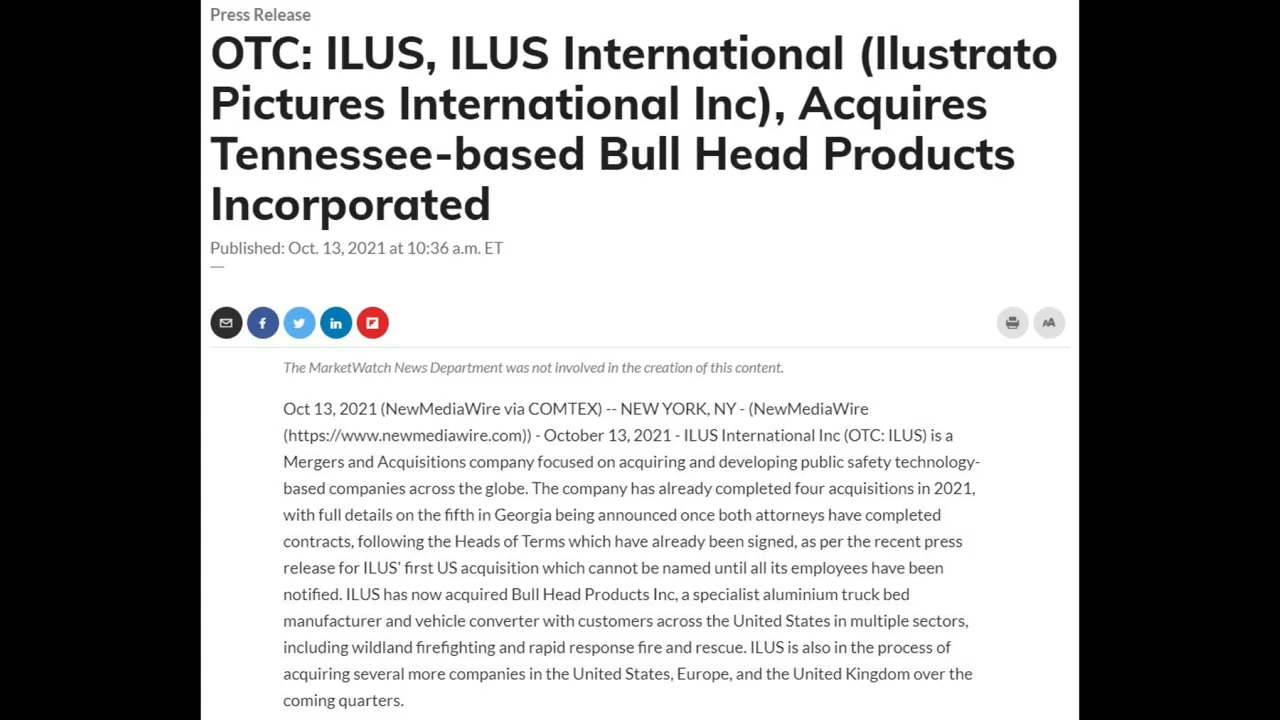 Press Release
OTC: ILUS, ILUS International (Ilustrato
Pictures International Inc), Acquires
Tennessee-based Bull Head Products
Incorporated
Published: Oct. 13, 2021 at 10:36 a.m. ET
f
in
AA
The MarketWatch News Department was not involved in the creation of this content.
Oct 13, 2021 (NewMediaWire via COMTEX) -- NEW YORK, NY - (NewMediaWire
(https://www.newmediawire.com)) - October 13, 2021 - ILUS International Inc (OTC: ILUS) is a
Mergers and Acquisitions company focused on acquiring and developing public safety technology-
based companies across the globe. The company has already completed four acquisitions in 2021,
with full details on the fifth in Georgia being announced once both attorneys have completed
contracts, following the Heads of Terms which have already been signed, as per the recent press
release for ILUS' first US acquisition which cannot be named until all its employees have been
notified. ILUS has now acquired Bull Head Products Inc, a specialist aluminium truck bed
manufacturer and vehicle converter with customers across the United States in multiple sectors,
including wildland firefighting and rapid response fire and rescue. ILUS is also in the process of
acquiring several more companies in the United States, Europe, and the United Kingdom over the
coming quarters.